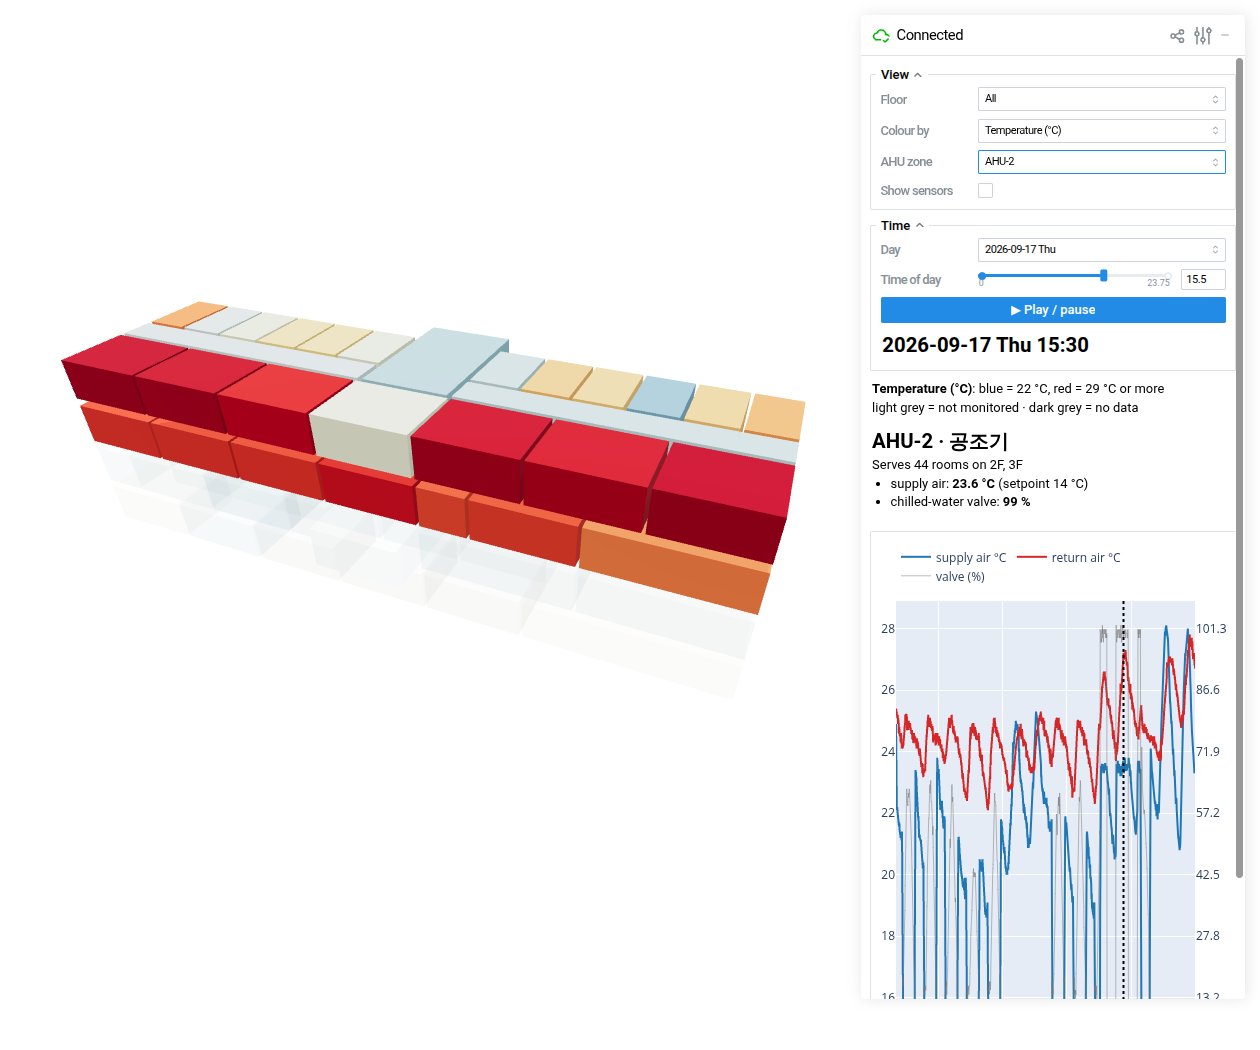 Connected
View
Floor
All
Colour by
Temperature (°C)
AHU zone
AHU-2
Show sensors
Time
Day
2026-09-17 Thu
Time of day
0
23.75
15.5
▶ Play / pause
2026-09-17 Thu 15:30
Temperature (°C): blue = 22 °C, red = 29 °C or more
light grey = not monitored · dark grey = no data
AHU-2 · 공조기
Serves 44 rooms on 2F, 3F
• supply air: 23.6 °C (setpoint 14 °C)
• chilled-water valve: 99 %
supply air °C
return air °C
valve (%)
28
101.3
26
86.6
24
71.9
22
57.2
20
42.5
18
27.8
16
13.2